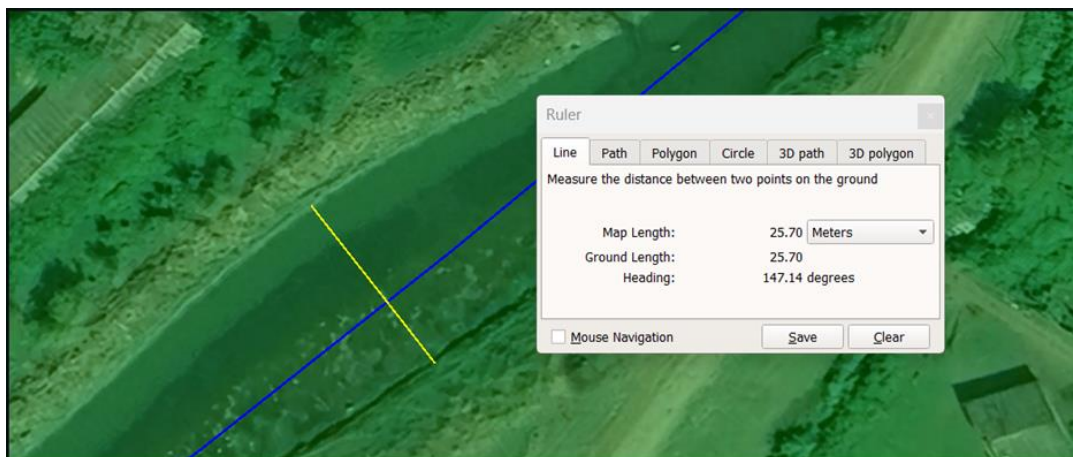 Ruler
Line Path Polygon Circle 3D path 3D polygon
Measure the distance between two points on the ground
Map Length: 25.70 Meters
Ground Length: 25.70
Heading: 147.14 degrees
Mouse Navigation Save Clear